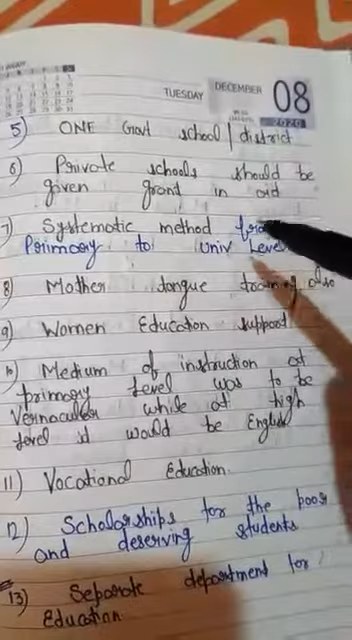 TUESDAY DECEMBER 08
2020
5) ONE Govt school / district
6) Private schools should be
given grant in aid
7) Systematic method from
Primary to univ Level
8) Mother tongue training also
9) Women Education support
10) Medium of instruction at
primary level was to be
Vernacular while at high
level it would be English
11) Vocational Education.
12) Scholarships for the poor
and deserving students
13) Separate department for
Education